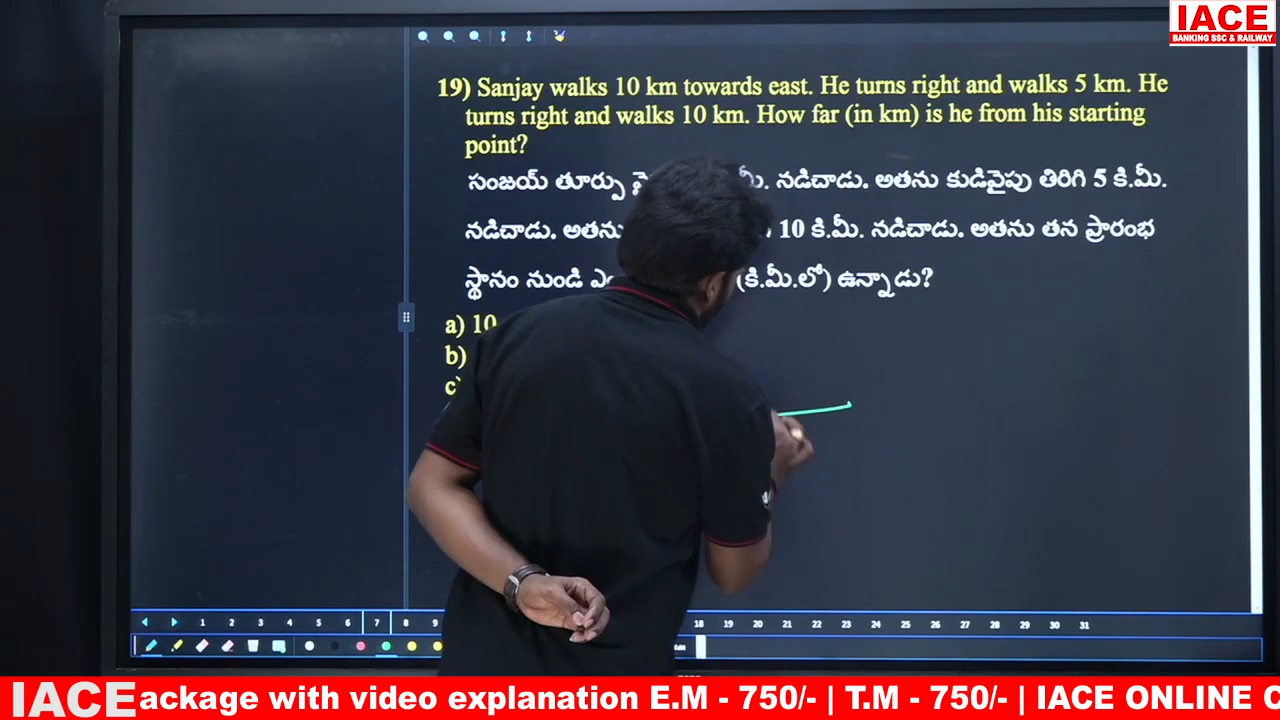 IACE
BANKING SSC & RAILWAY
19) Sanjay walks 10 km towards east. He turns right and walks 5 km. He
turns right and walks 10 km. How far (in km) is he from his starting
point?
సంజయ్ తూర్పు మీ. నడిచాడు. అతను కుడివైపు తిరిగి 5 కి.మీ.
నడిచాడు. అతను 10 కి.మీ. నడిచాడు. అతను తన ప్రారంభ
స్థానం నుండి (కి.మీ.లో) ఉన్నాడు?
a) 10
b)
c)
1 2 3 4 5 6 7 8 9 18 19 20 21 22 23 24 25 26 27 28 29 30 31
IACE ackage with video explanation E.M - 750/- | T.M - 750/- | IACE ONLINE C